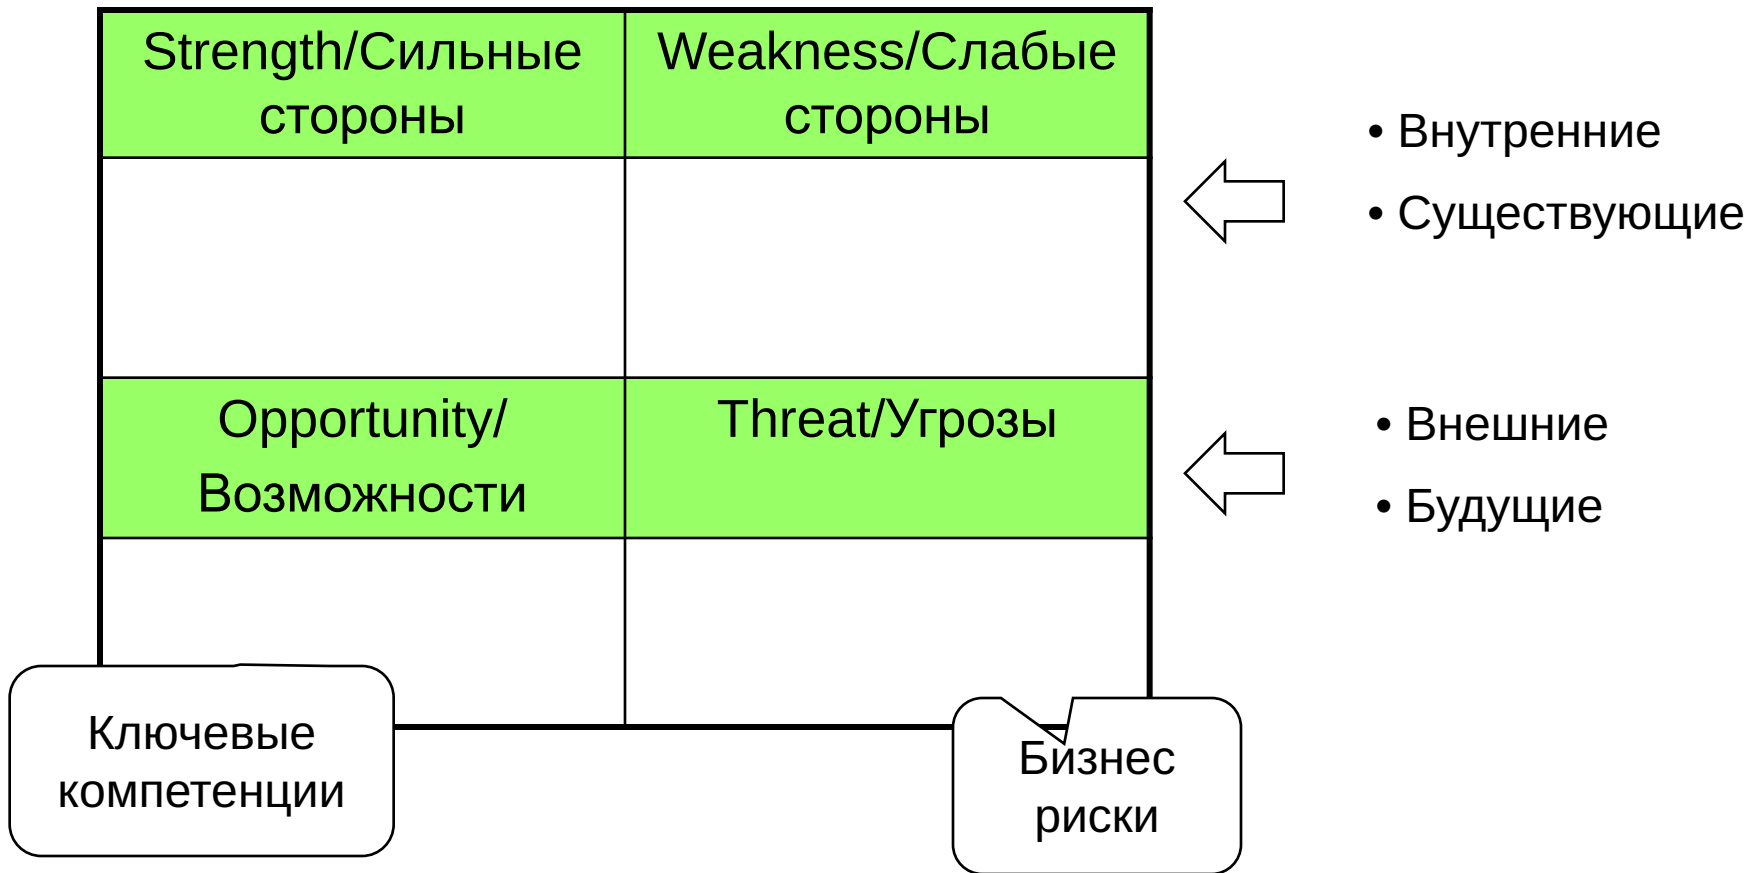 Strength/Сильные
стороны
Weakness/Слабые
стороны
• Внутренние
• Существующие
Opportunity/
Возможности
Threat/Угрозы
• Внешние
• Будущие
Ключевые
компетенции
Бизнес
риски